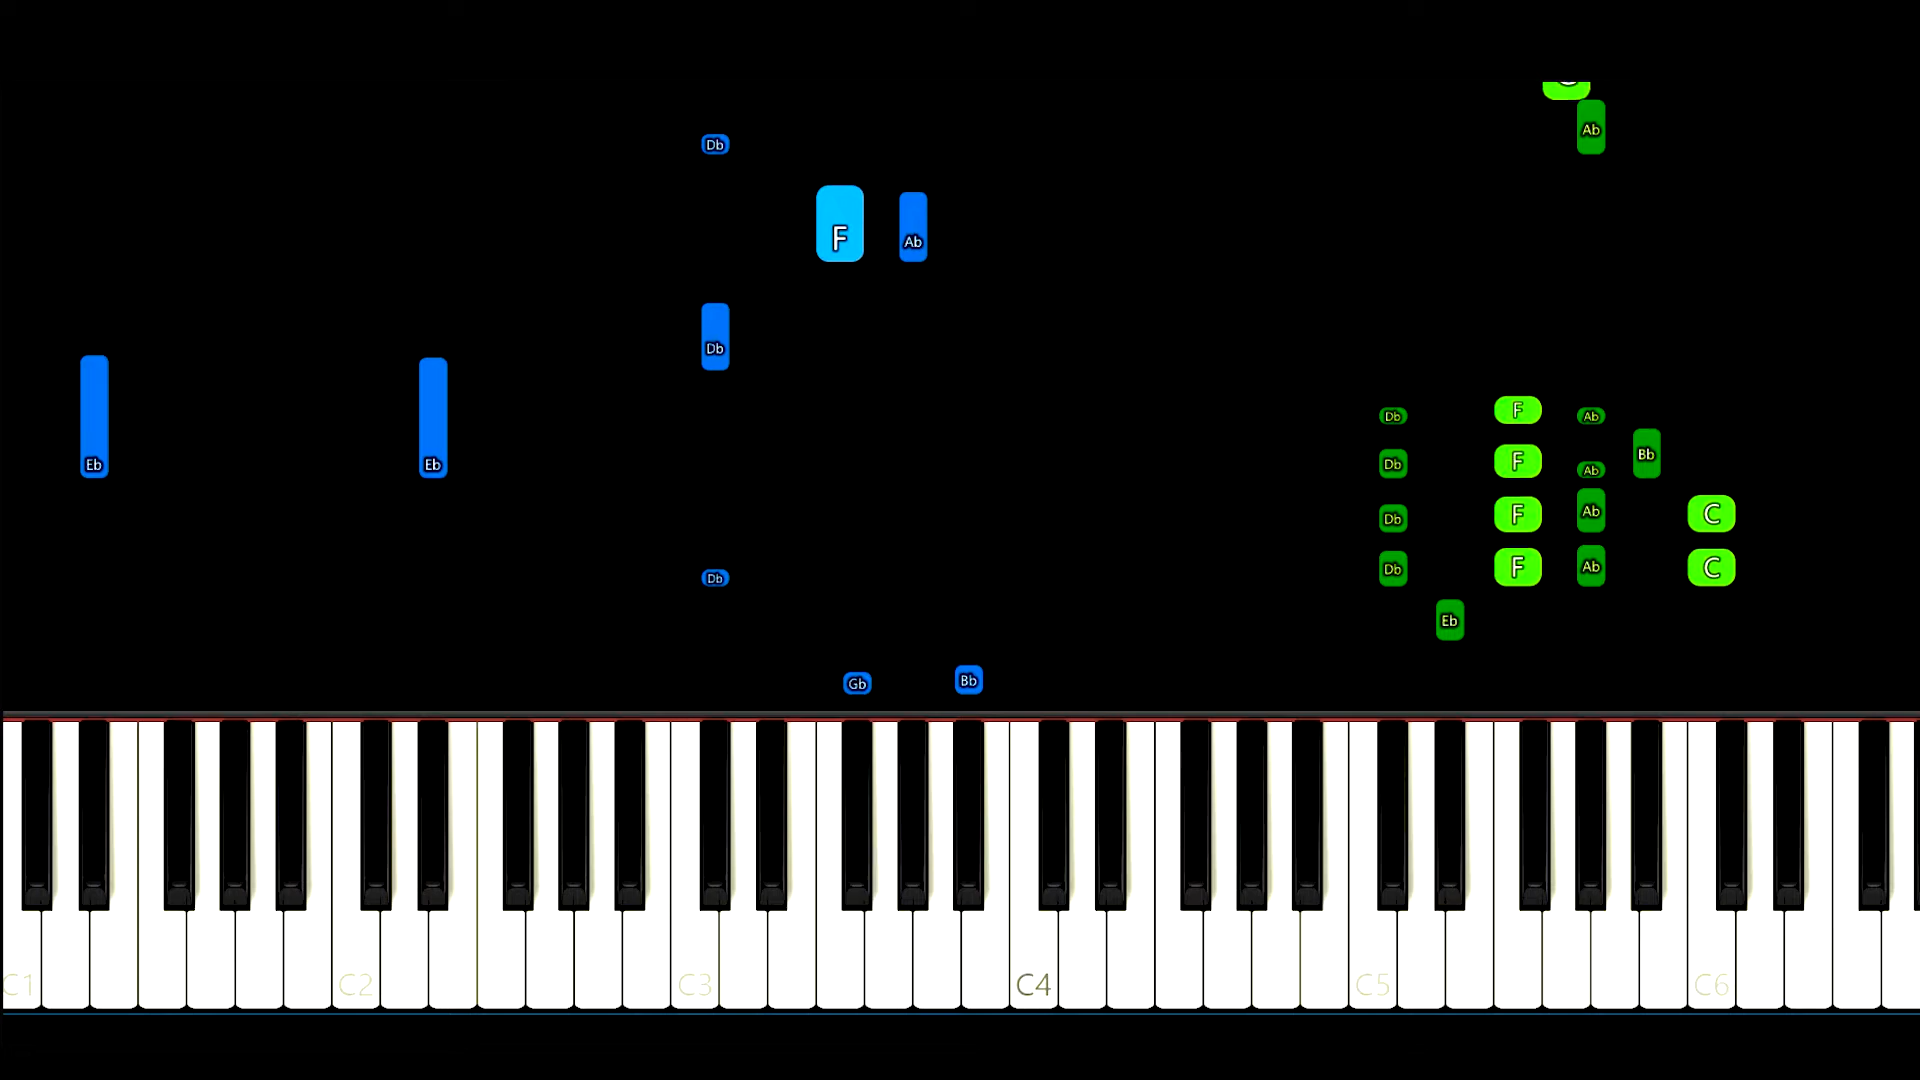 Ab
Db
F Ab
Db
Db F Ab
Bb
Eb Eb Db F Ab
Db F Ab C
Db Db F Ab C
Eb
Gb Bb
C1 C2 C3 C4 C5 C6